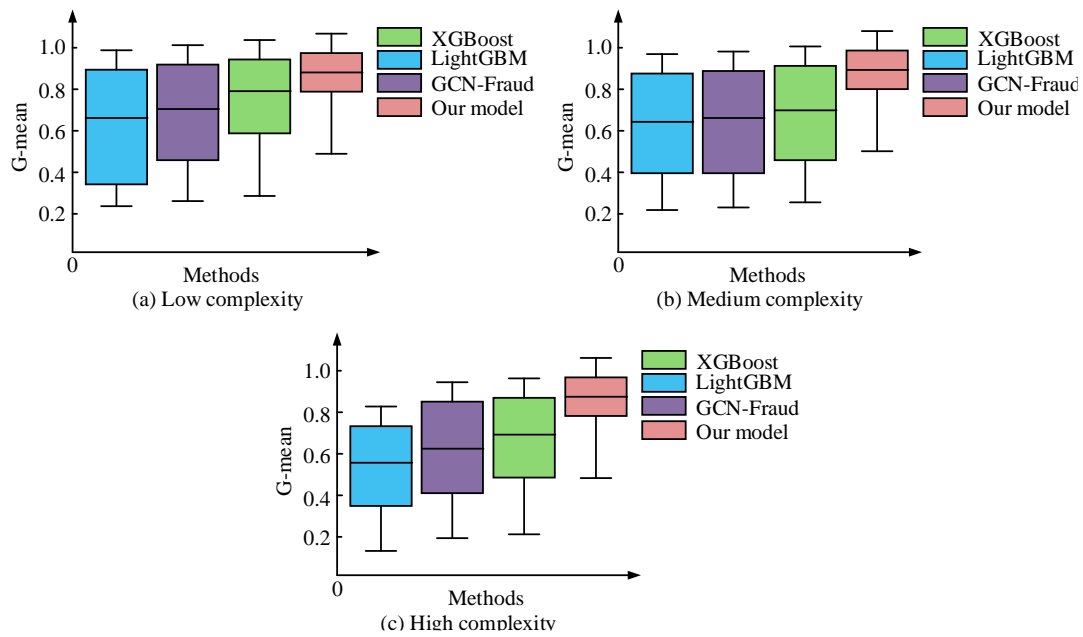 1.0
0.8
0.6
0.4
0.2
0
G-mean
Methods
XGBoost
LightGBM
GCN-Fraud
Our model
(a) Low complexity
1.0
0.8
0.6
0.4
0.2
0
G-mean
Methods
XGBoost
LightGBM
GCN-Fraud
Our model
(b) Medium complexity
1.0
0.8
0.6
0.4
0.2
0
G-mean
Methods
XGBoost
LightGBM
GCN-Fraud
Our model
(c) High complexity